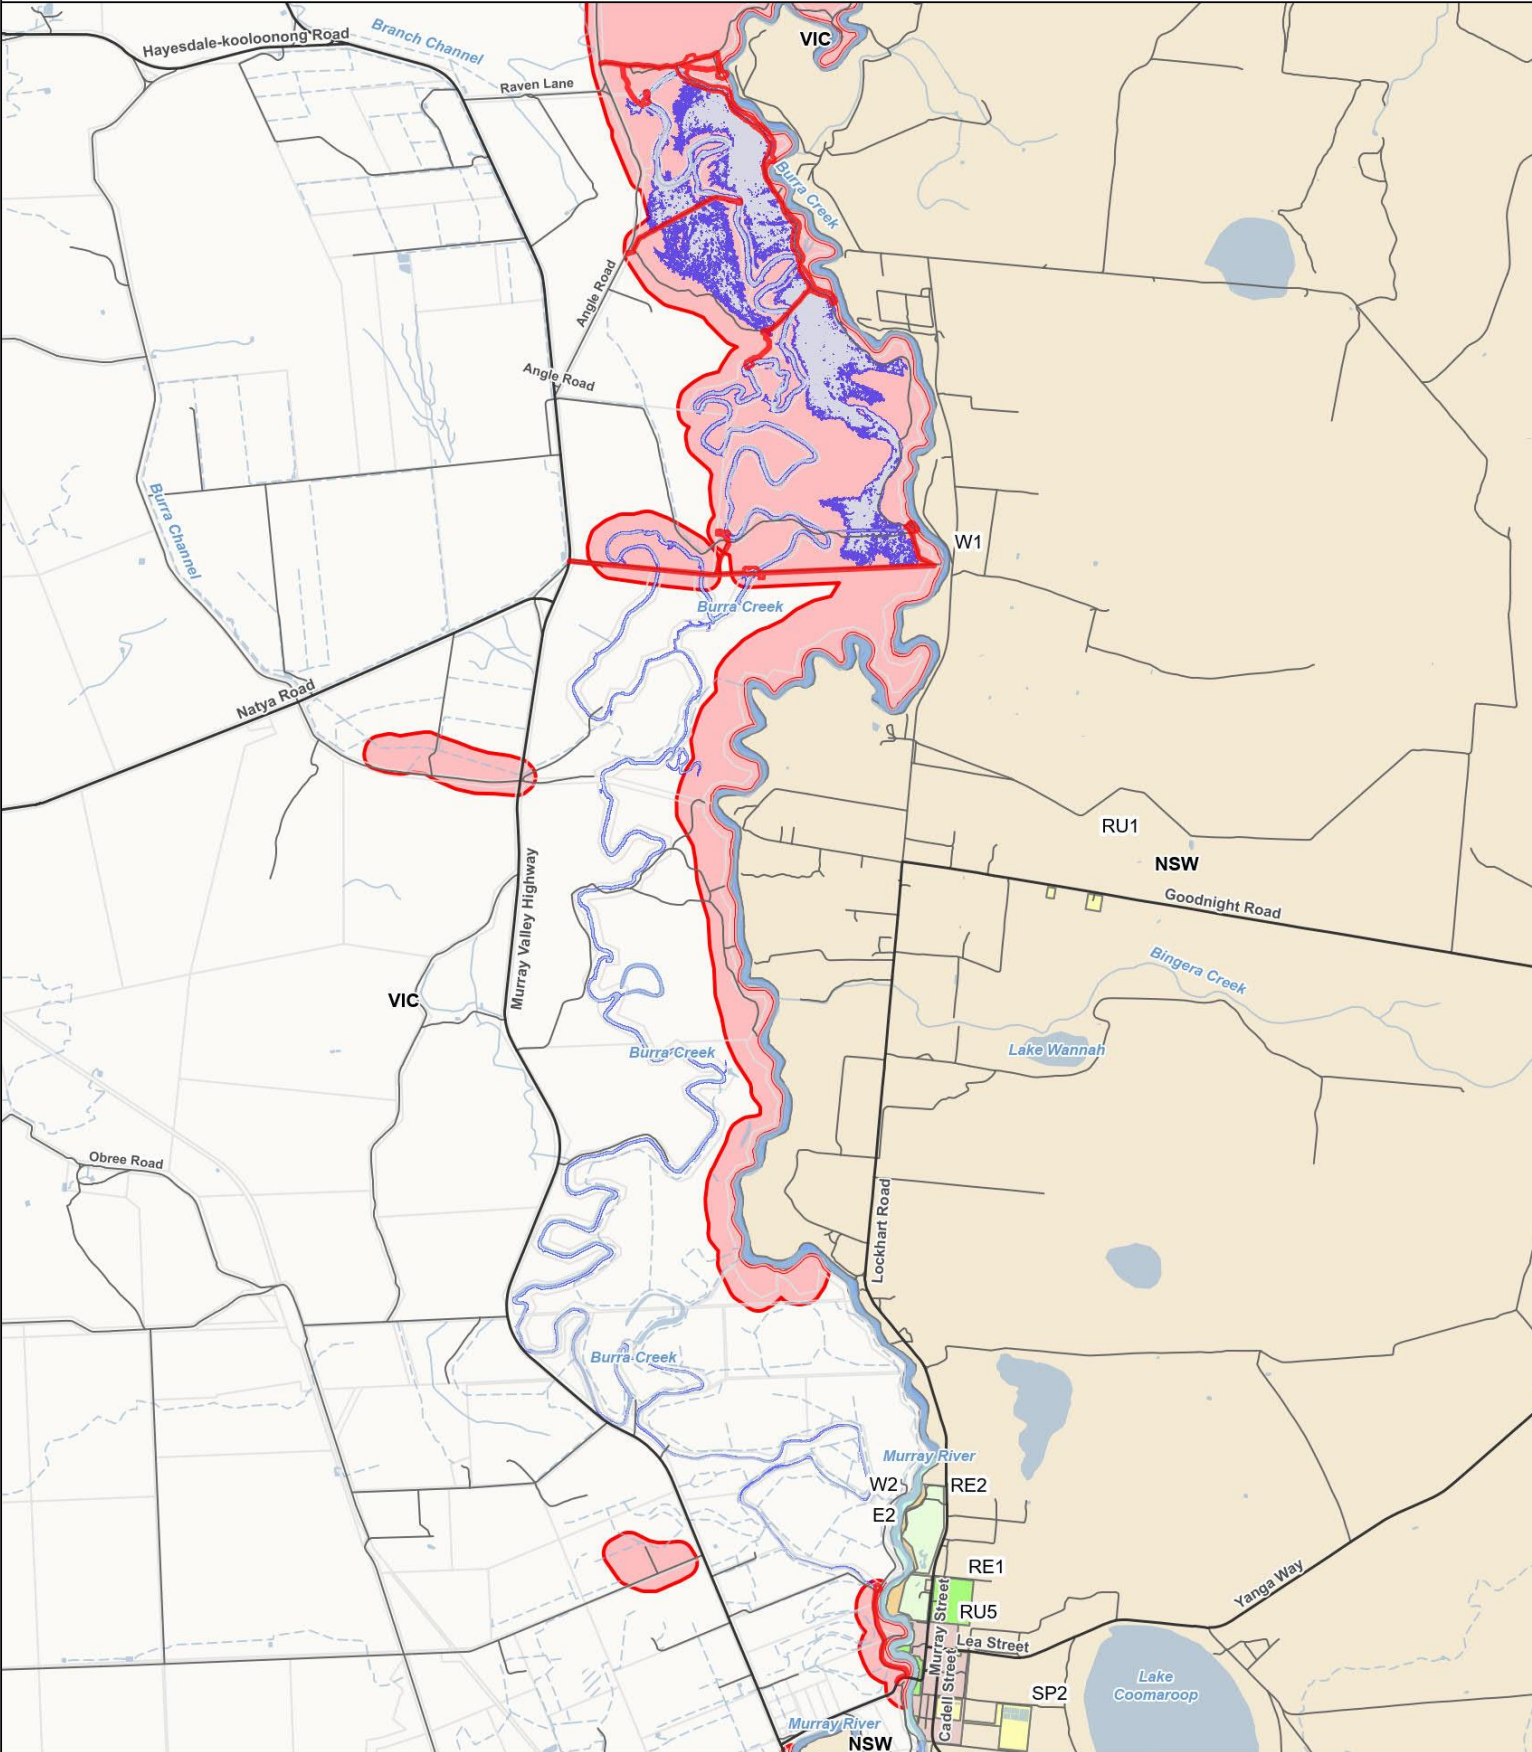 VIC
Branch Channel
Hayesdale-kooloonong Road
Raven Lane
Burra Creek
Angle Road
Angle Road
Burra Channel
W1
Burra Creek
Natya Road
RU1
NSW
Goodnight Road
Murray Valley Highway
Bingera Creek
VIC
Lake Wannah
Burra Creek
Obree Road
Lockhart Road
Burra Creek
Murray River
W2
RE2
E2
RE1
Yanga Way
RU5
Murray Street
Lea Street
Cadell Street
Lake
Coomaroop
SP2
Murray River
NSW